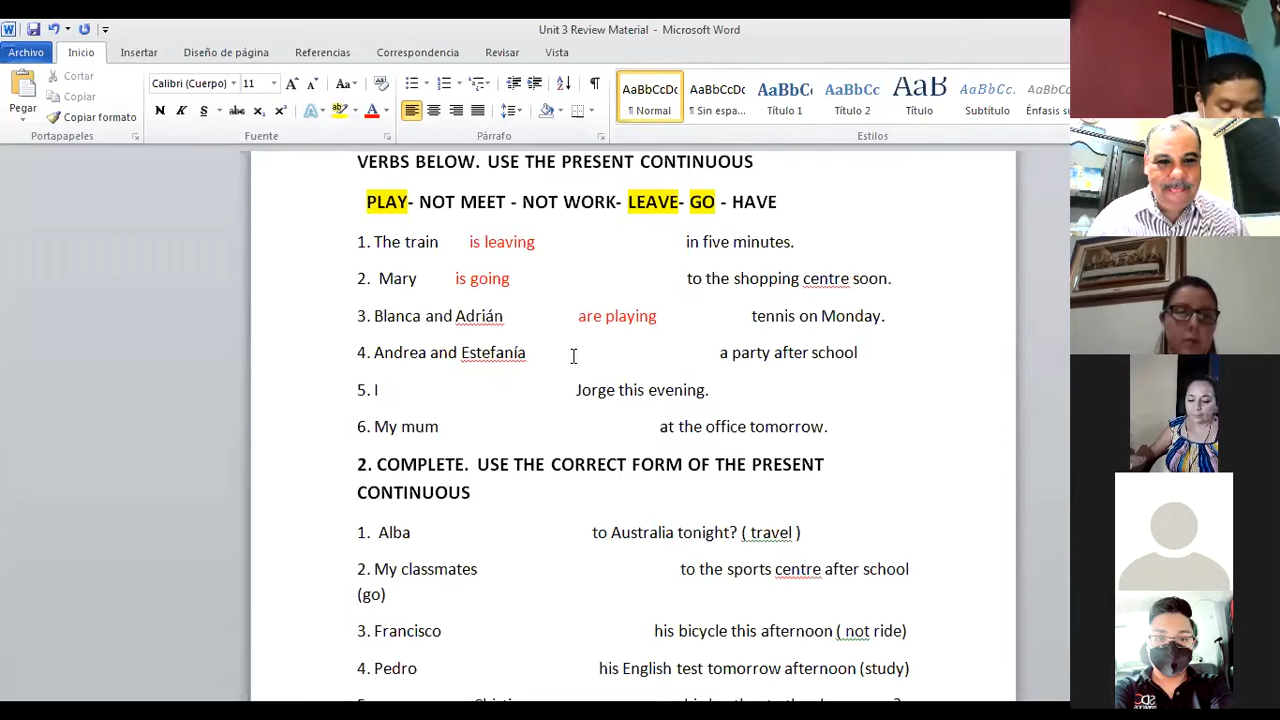 Unit 3 Review Material - Microsoft Word
Archivo Inicio Insertar Diseño de página Referencias Correspondencia Revisar Vista
Pegar
Cortar
Copiar
Copiar formato
Portapapeles
Calibri (Cuerpo) 11
N K S abc x₂ x²
Fuente
Párrafo
AaBbCcDc AaBbCcDc AaBbC AaBbCc AaB AaBbCc. AaBbCcD
¶ Normal ¶ Sin espa... Título 1 Título 2 Título Subtítulo Énfasis s
Estilos
VERBS BELOW. USE THE PRESENT CONTINUOUS
PLAY- NOT MEET - NOT WORK- LEAVE- GO - HAVE
1. The train is leaving in five minutes.
2. Mary is going to the shopping centre soon.
3. Blanca and Adrián are playing tennis on Monday.
4. Andrea and Estefanía a party after school
5. I Jorge this evening.
6. My mum at the office tomorrow.
2. COMPLETE. USE THE CORRECT FORM OF THE PRESENT
CONTINUOUS
1. Alba to Australia tonight? ( travel )
2. My classmates to the sports centre after school
(go)
3. Francisco his bicycle this afternoon ( not ride)
4. Pedro his English test tomorrow afternoon (study)